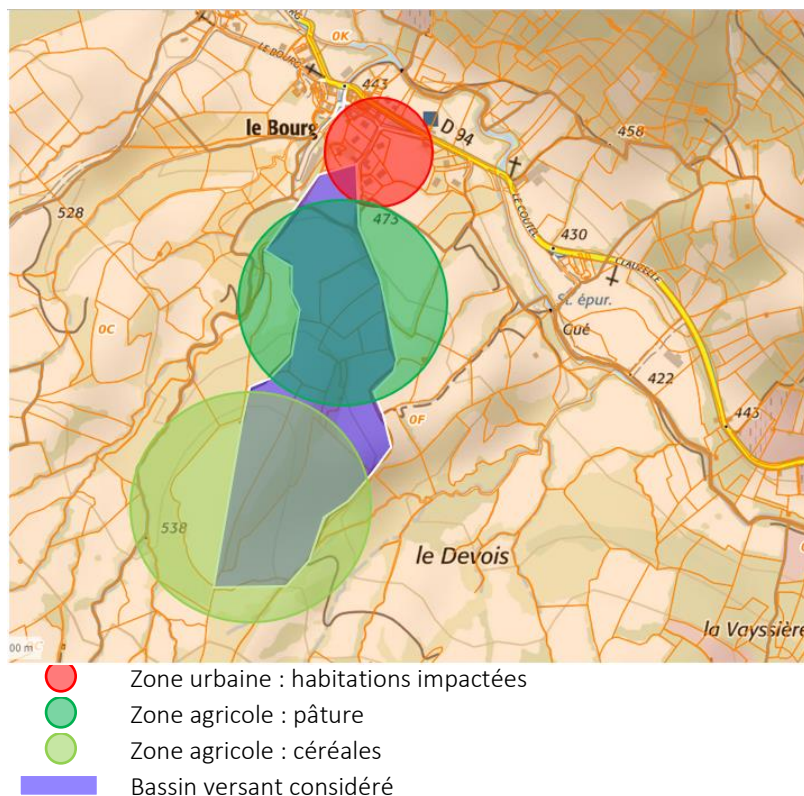 OK
LE BOURG
443
le Bourg
D 94
458
528
473
430
LE COUTEL
St. épur.
0C
Gué
422
0F
443
538
le Devois
la Vayssière
00 m
Zone urbaine : habitations impactées
Zone agricole : pâture
Zone agricole : céréales
Bassin versant considéré